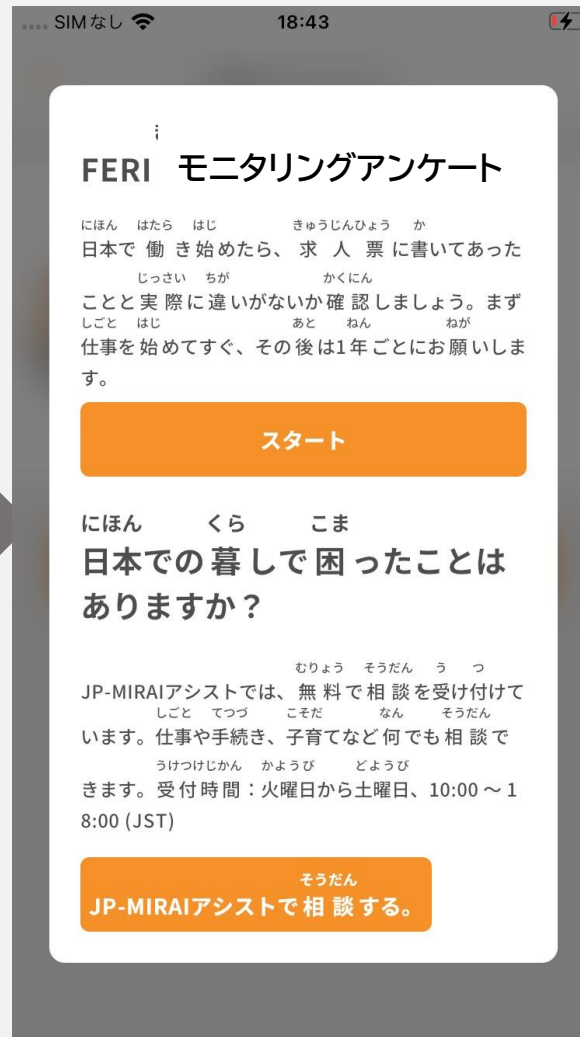 SIMなし
18:43
FERI モニタリングアンケート
にほん はたら はじ きゅうじんひょう か
日本で働き始めたら、求人票に書いてあった
じっさい ちが かくにん
ことと実際に違いがないか確認しましょう。まず
しごと はじ あと ねん ねが
仕事を始めてすぐ、その後は1年ごとにお願いしま
す。
スタート
にほん くら こま
日本での暮しで困ったことは
ありますか？
むりょう そうだん う つ
JP-MIRAIアシストでは、無料で相談を受け付けて
しごと てつづ こそだ なん そうだん
います。仕事や手続き、子育てなど何でも相談で
うけつけじかん かようび どようび
きます。受付時間：火曜日から土曜日、10:00～1
8:00 (JST)
そうだん
JP-MIRAIアシストで相談する。